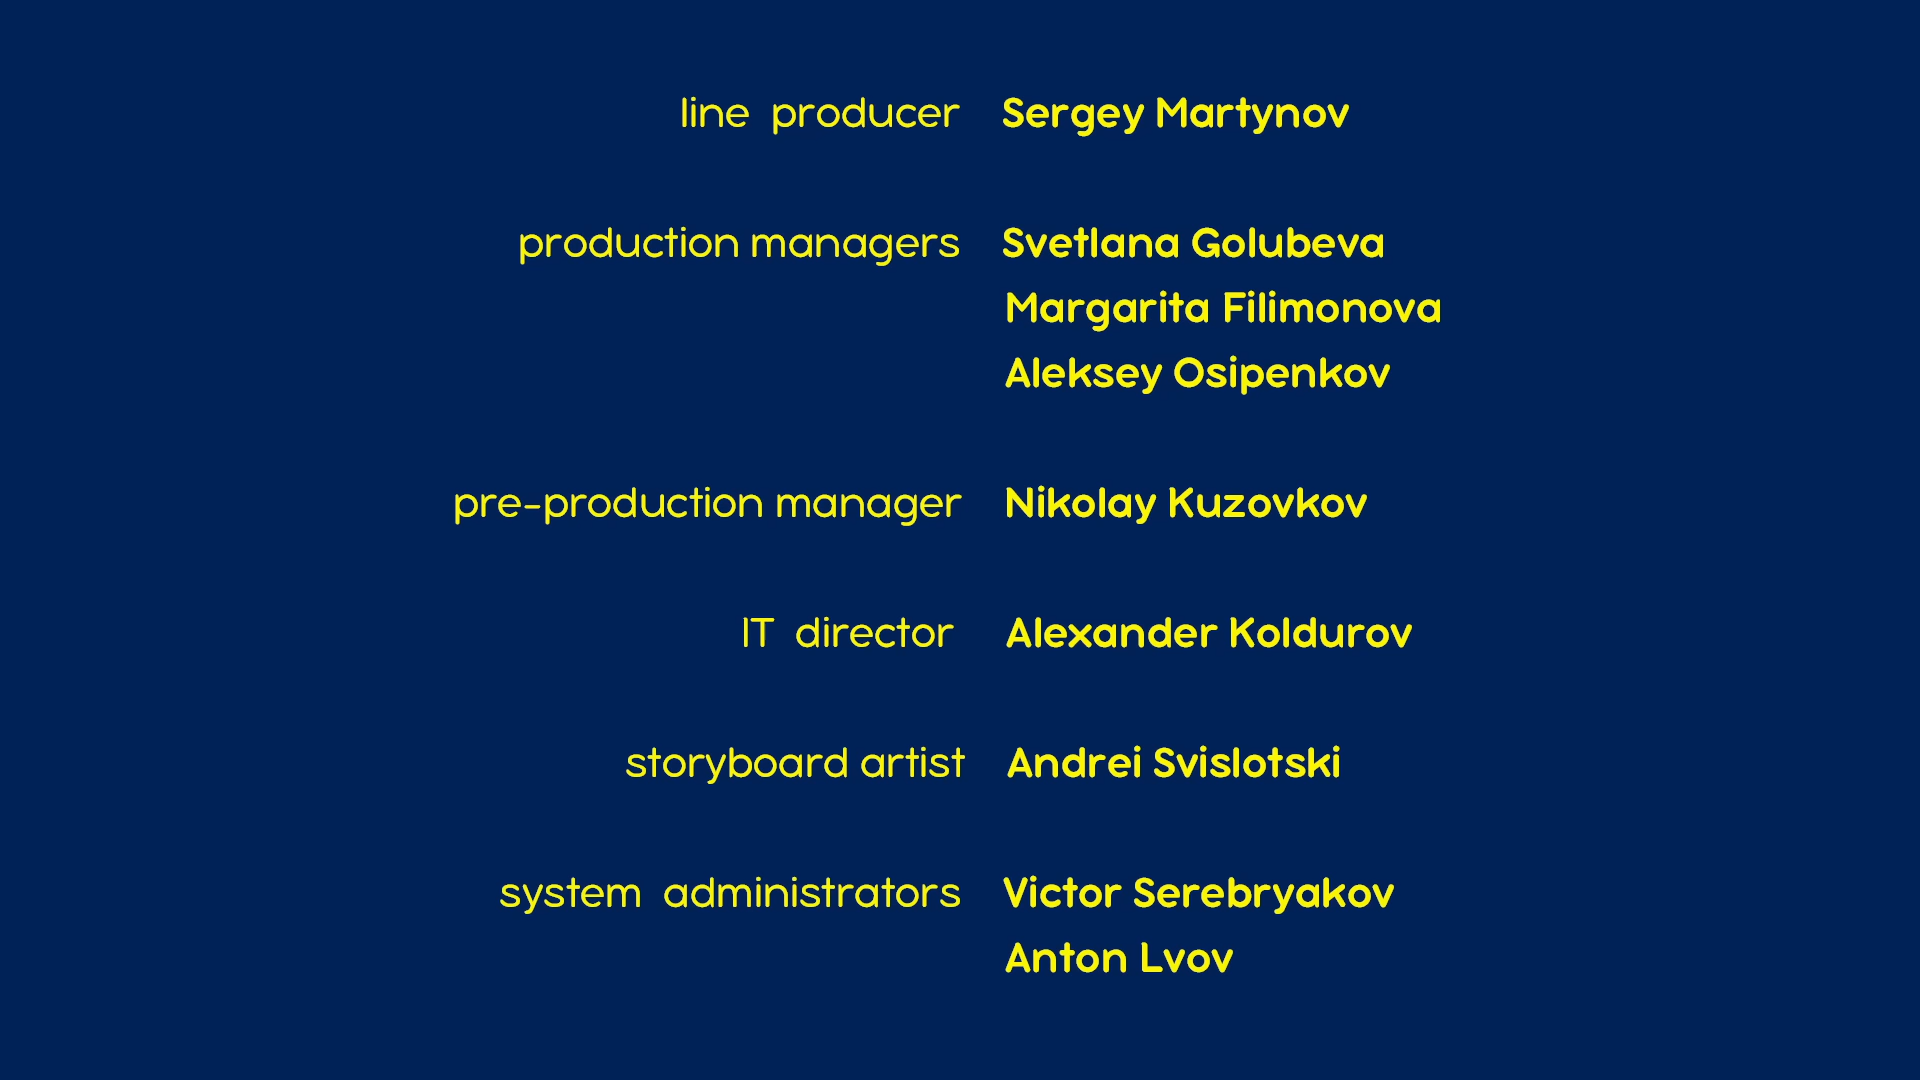 line producer Sergey Martynov
production managers Svetlana Golubeva
Margarita Filimonova
Aleksey Osipenkov
pre-production manager Nikolay Kuzovkov
IT director Alexander Koldurov
storyboard artist Andrei Svislotski
system administrators Victor Serebryakov
Anton Lvov